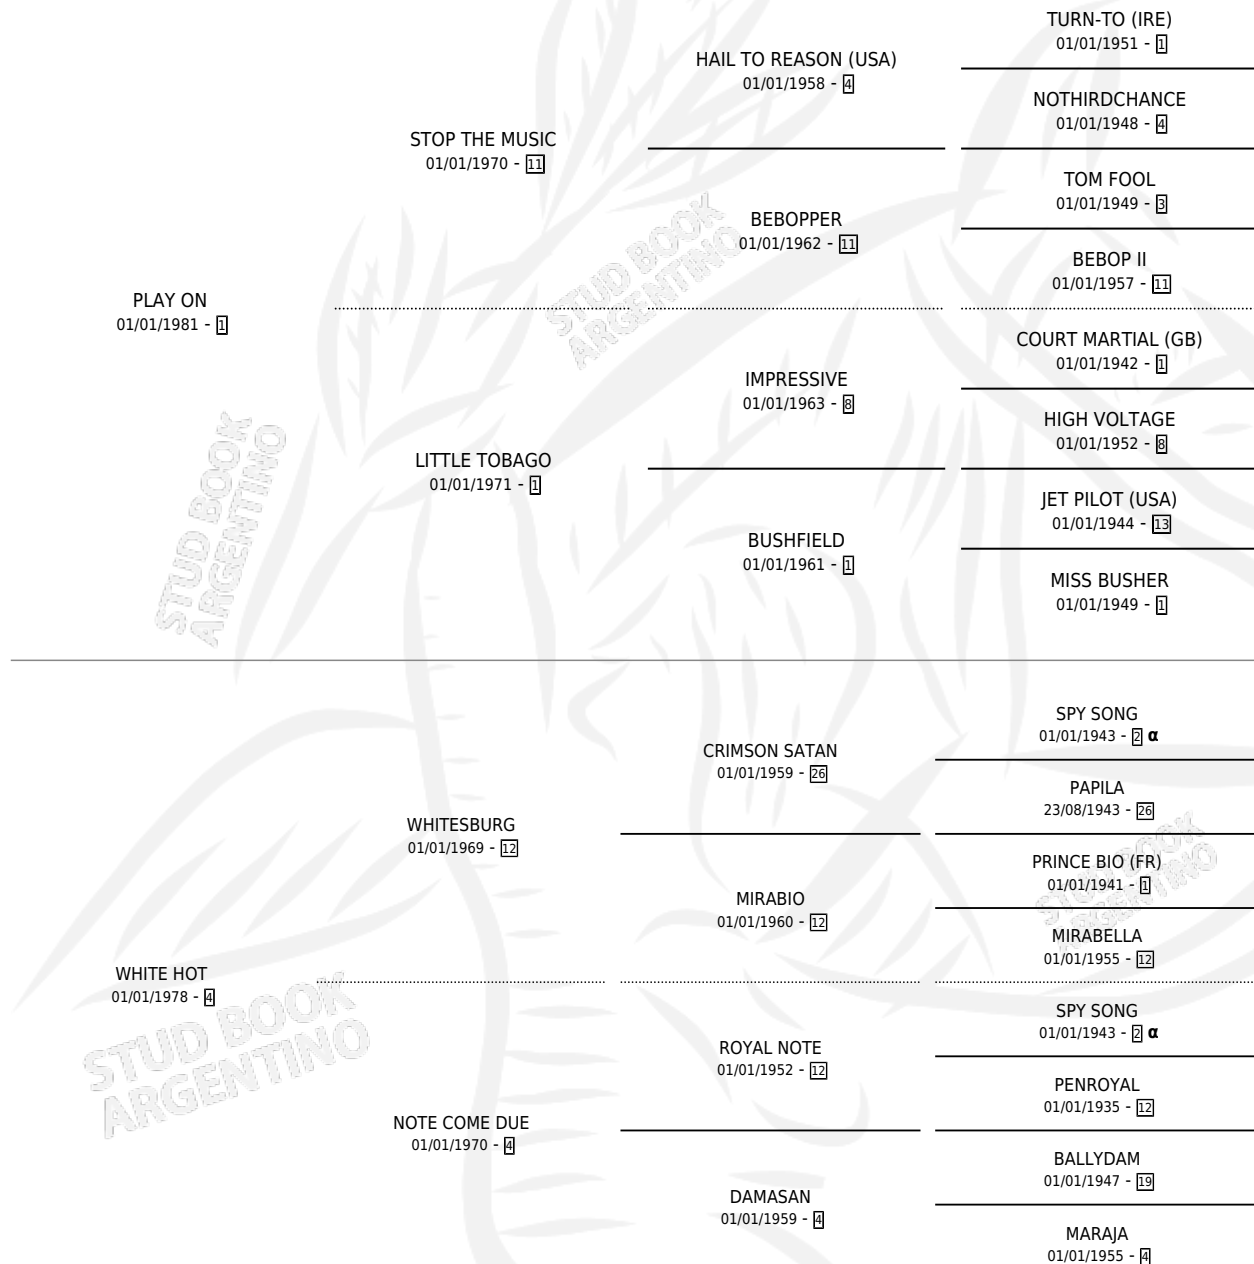 TURN-TO (IRE)
01/01/1951 - 1
HAIL TO REASON (USA)
01/01/1958 - 4
NOTHIRDCHANCE
01/01/1948 - 4
STOP THE MUSIC
01/01/1970 - 11
TOM FOOL
01/01/1949 - 3
BEBOPPER
01/01/1962 - 11
BEBOP II
01/01/1957 - 11
PLAY ON
01/01/1981 - 1
COURT MARTIAL (GB)
01/01/1942 - 1
IMPRESSIVE
01/01/1963 - 8
HIGH VOLTAGE
01/01/1952 - 8
LITTLE TOBAGO
01/01/1971 - 1
JET PILOT (USA)
01/01/1944 - 13
BUSHFIELD
01/01/1961 - 1
MISS BUSHER
01/01/1949 - 1
SPY SONG
01/01/1943 - 2 α
CRIMSON SATAN
01/01/1959 - 26
PAPILA
23/08/1943 - 26
WHITESBURG
01/01/1969 - 12
PRINCE BIO (FR)
01/01/1941 - 1
MIRABIO
01/01/1960 - 12
MIRABELLA
01/01/1955 - 12
WHITE HOT
01/01/1978 - 4
SPY SONG
01/01/1943 - 2 α
ROYAL NOTE
01/01/1952 - 12
PENROYAL
01/01/1935 - 12
NOTE COME DUE
01/01/1970 - 4
BALLYDAM
01/01/1947 - 19
DAMASAN
01/01/1959 - 4
MARAJA
01/01/1955 - 4
STUD BOOK
ARGENTINO
STUD BOOK
ARGENTINO
STUD BOOK
ARGENTINO
STUD BOOK
ARGENTINO